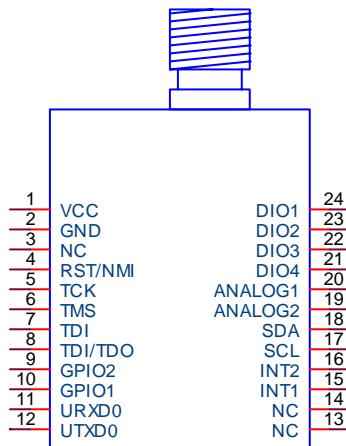 1 VCC DIO1 24
2 GND DIO2 23
3 NC DIO3 22
4 RST/NMI DIO4 21
5 TCK ANALOG1 20
6 TMS ANALOG2 19
7 TDI SDA 18
8 TDI/TDO SCL 17
9 GPIO2 INT2 16
10 GPIO1 INT1 15
11 URXD0 NC 14
12 UTXD0 NC 13